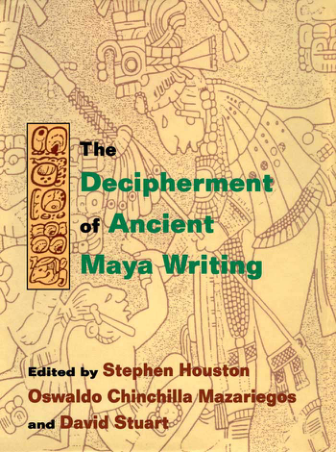 The
Decipherment
of Ancient
Maya Writing
Edited by Stephen Houston
Oswaldo Chinchilla Mazariegos
and David Stuart